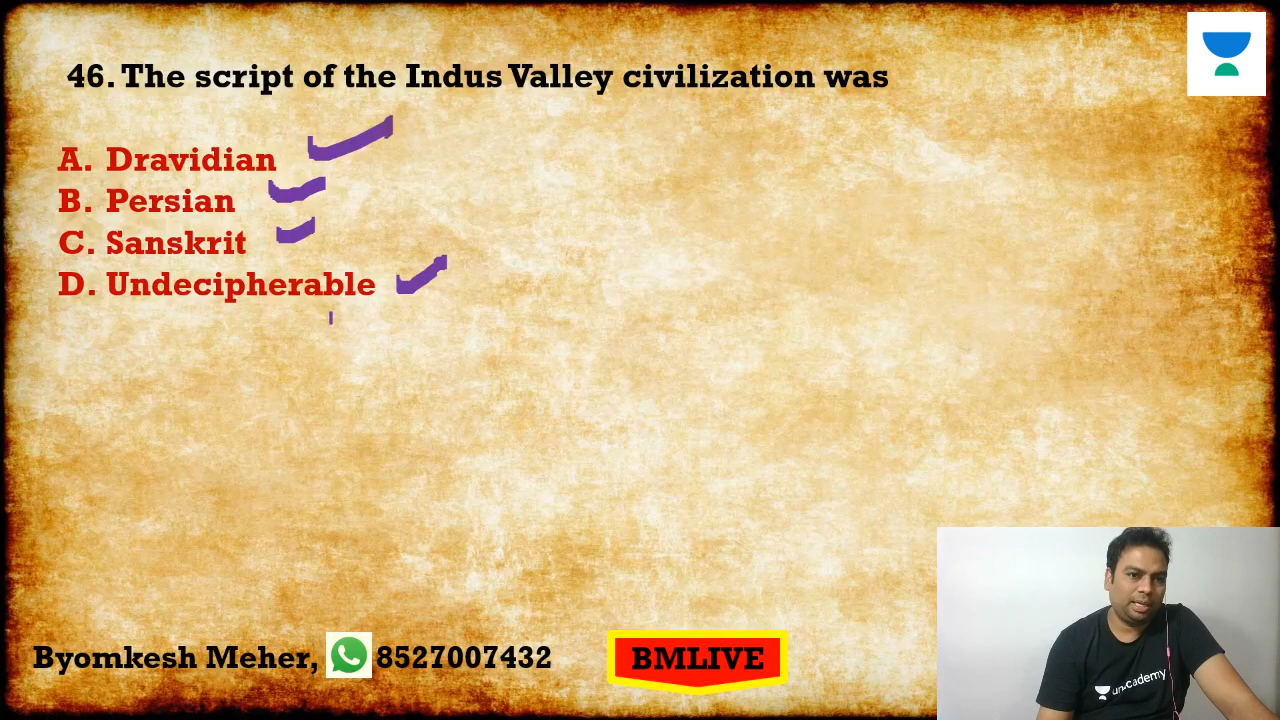 46. The script of the Indus Valley civilization was
A. Dravidian
B. Persian
C. Sanskrit
D. Undecipherable
Byomkesh Meher, 8527007432
BMLIVE
unacademy